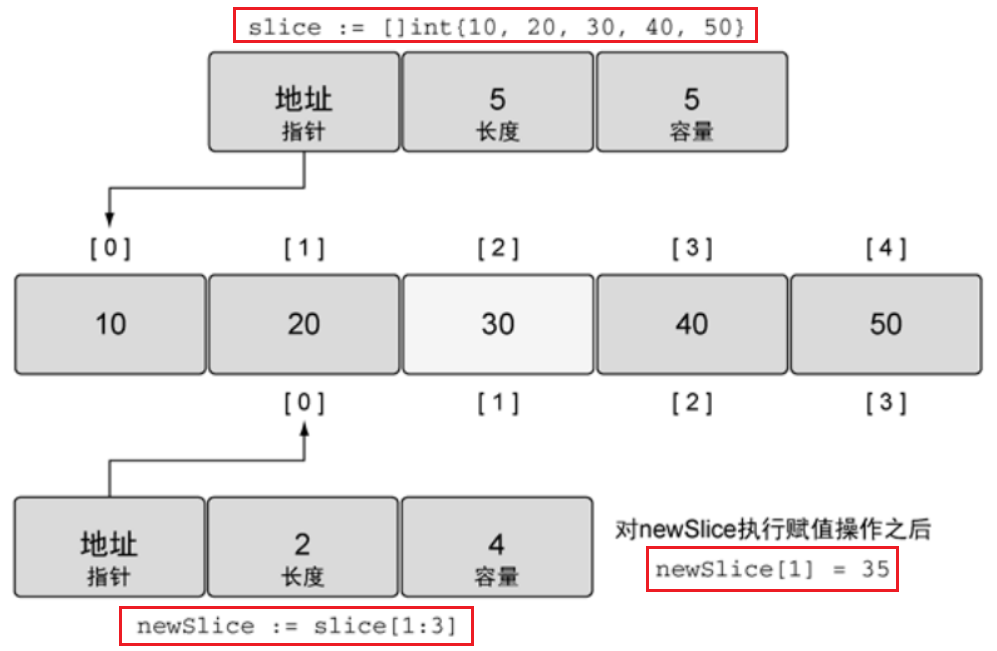 slice := []int{10, 20, 30, 40, 50}
地址 5 5
指针 长度 容量
[0] [1] [2] [3] [4]
10 20 30 40 50
[0] [1] [2] [3]
地址 2 4
指针 长度 容量
对newSlice执行赋值操作之后
newSlice[1] = 35
newSlice := slice[1:3]